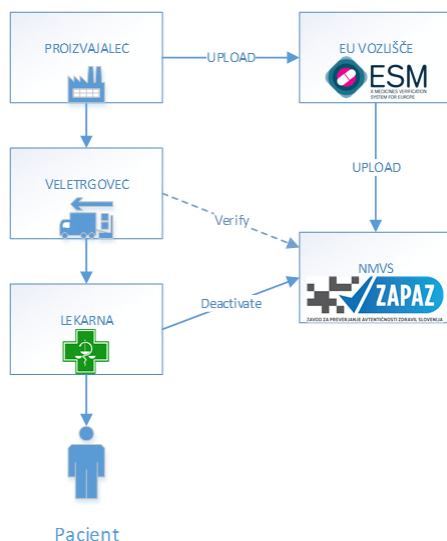 PROIZVAJALEC
UPLOAD
EU VOZLIŠČE
ESM
A MEDICINES VERIFICATION
SYSTEM FOR EUROPE
UPLOAD
VELETRGOVEC
Verify
NMVS
ZAPAZ
ZAVOD ZA PREVERJANJE AVTENTIČNOSTI ZDRAVIL SLOVENIJA
Deactivate
LEKARNA
Pacient